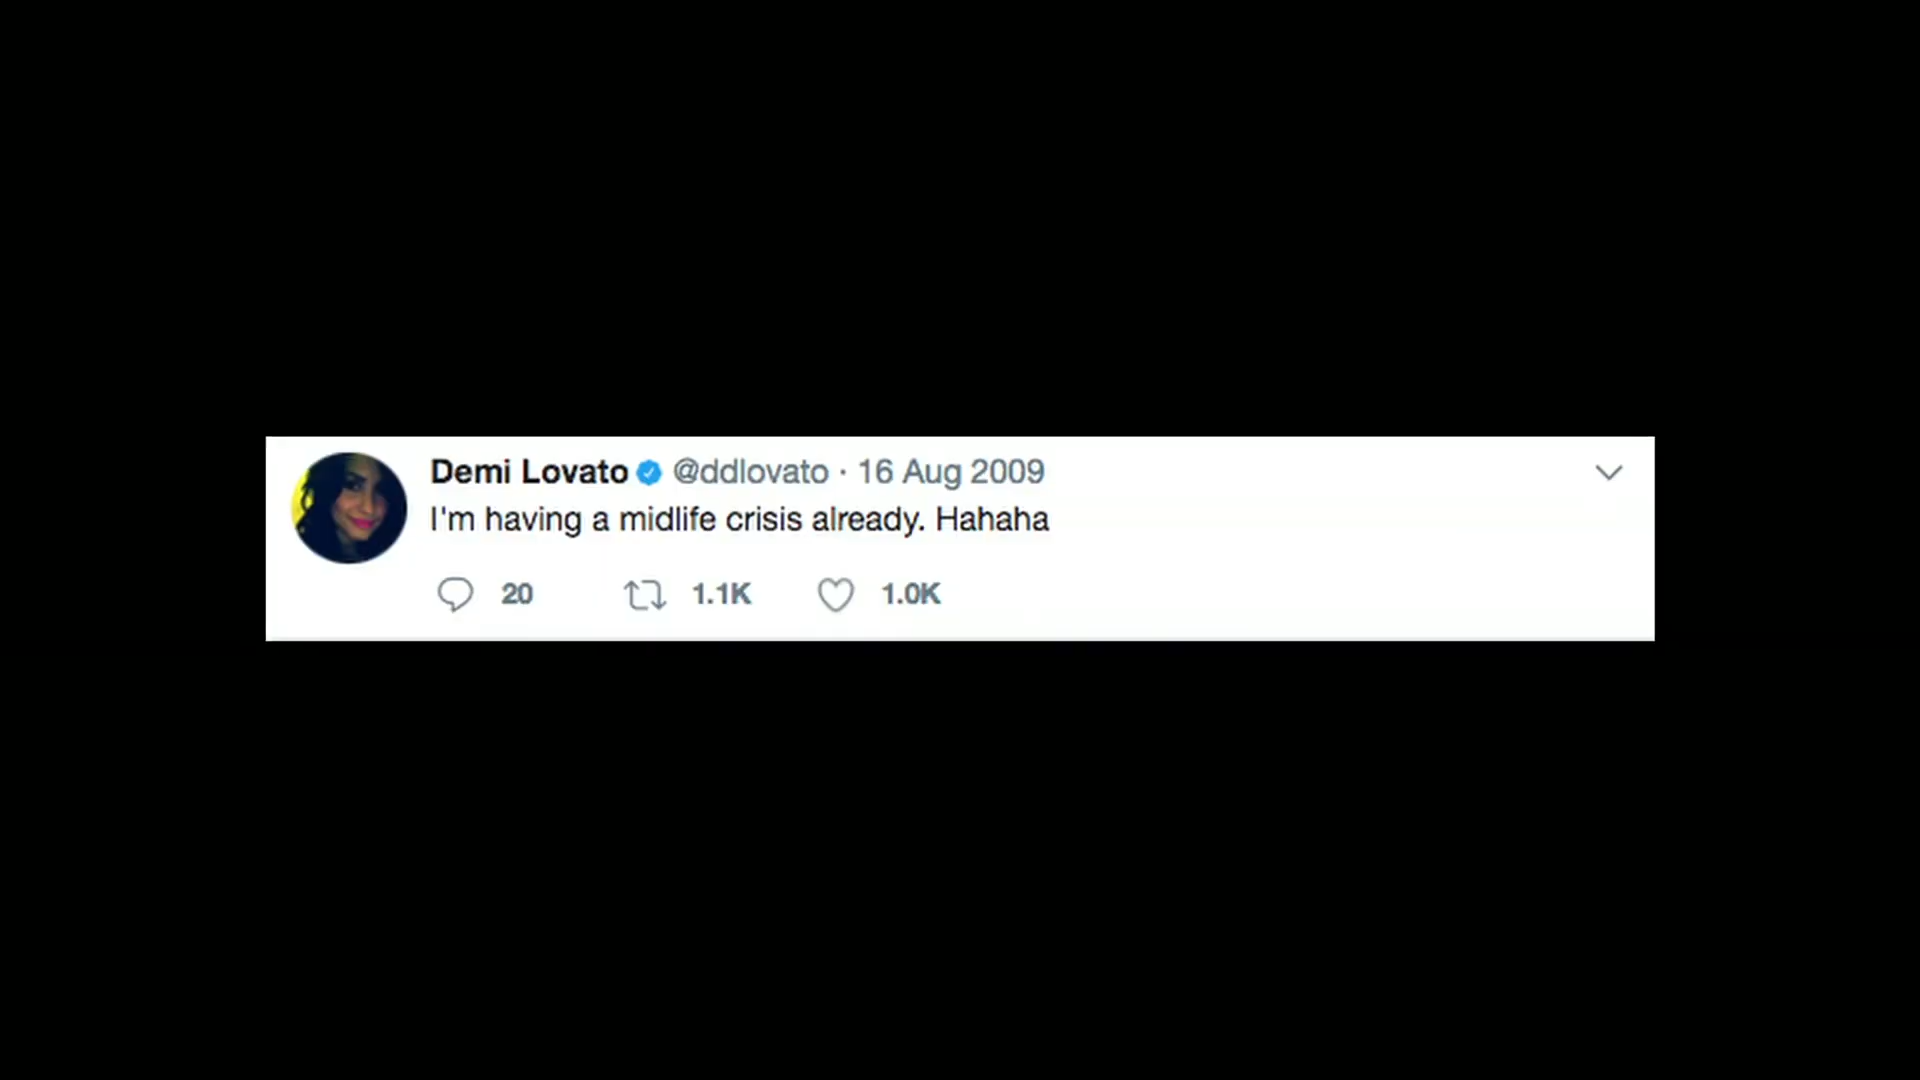 Demi Lovato @ddlovato · 16 Aug 2009
I'm having a midlife crisis already. Hahaha
20 1.1K 1.0K